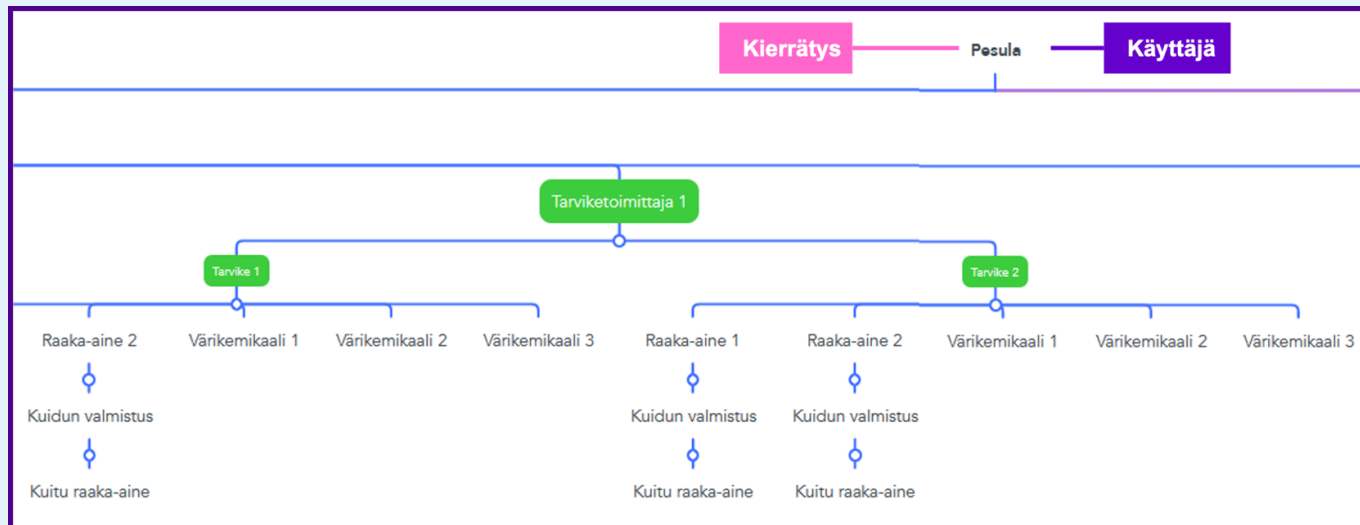 Kierrätys
Pesula
Käyttäjä
Tarviketoimittaja 1
Tarvike 1
Tarvike 2
Raaka-aine 2
Värikemikaali 1
Värikemikaali 2
Värikemikaali 3
Raaka-aine 1
Raaka-aine 2
Värikemikaali 1
Värikemikaali 2
Värikemikaali 3
Kuidun valmistus
Kuidun valmistus
Kuidun valmistus
Kuitu raaka-aine
Kuitu raaka-aine
Kuitu raaka-aine